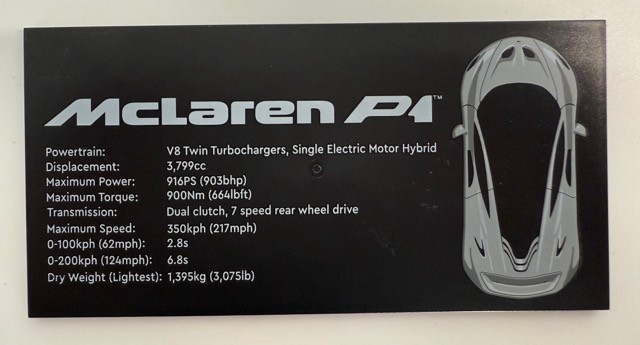 McLaren P1™
Powertrain: V8 Twin Turbochargers, Single Electric Motor Hybrid
Displacement: 3,799cc
Maximum Power: 916PS (903bhp)
Maximum Torque: 900Nm (664lbft)
Transmission: Dual clutch, 7 speed rear wheel drive
Maximum Speed: 350kph (217mph)
0-100kph (62mph): 2.8s
0-200kph (124mph): 6.8s
Dry Weight (Lightest): 1,395kg (3,075lb)